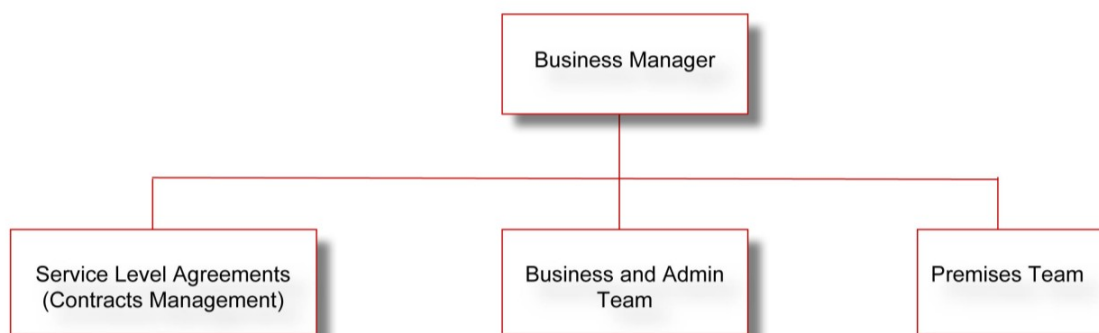 Business Manager
Service Level Agreements
(Contracts Management)
Business and Admin
Team
Premises Team